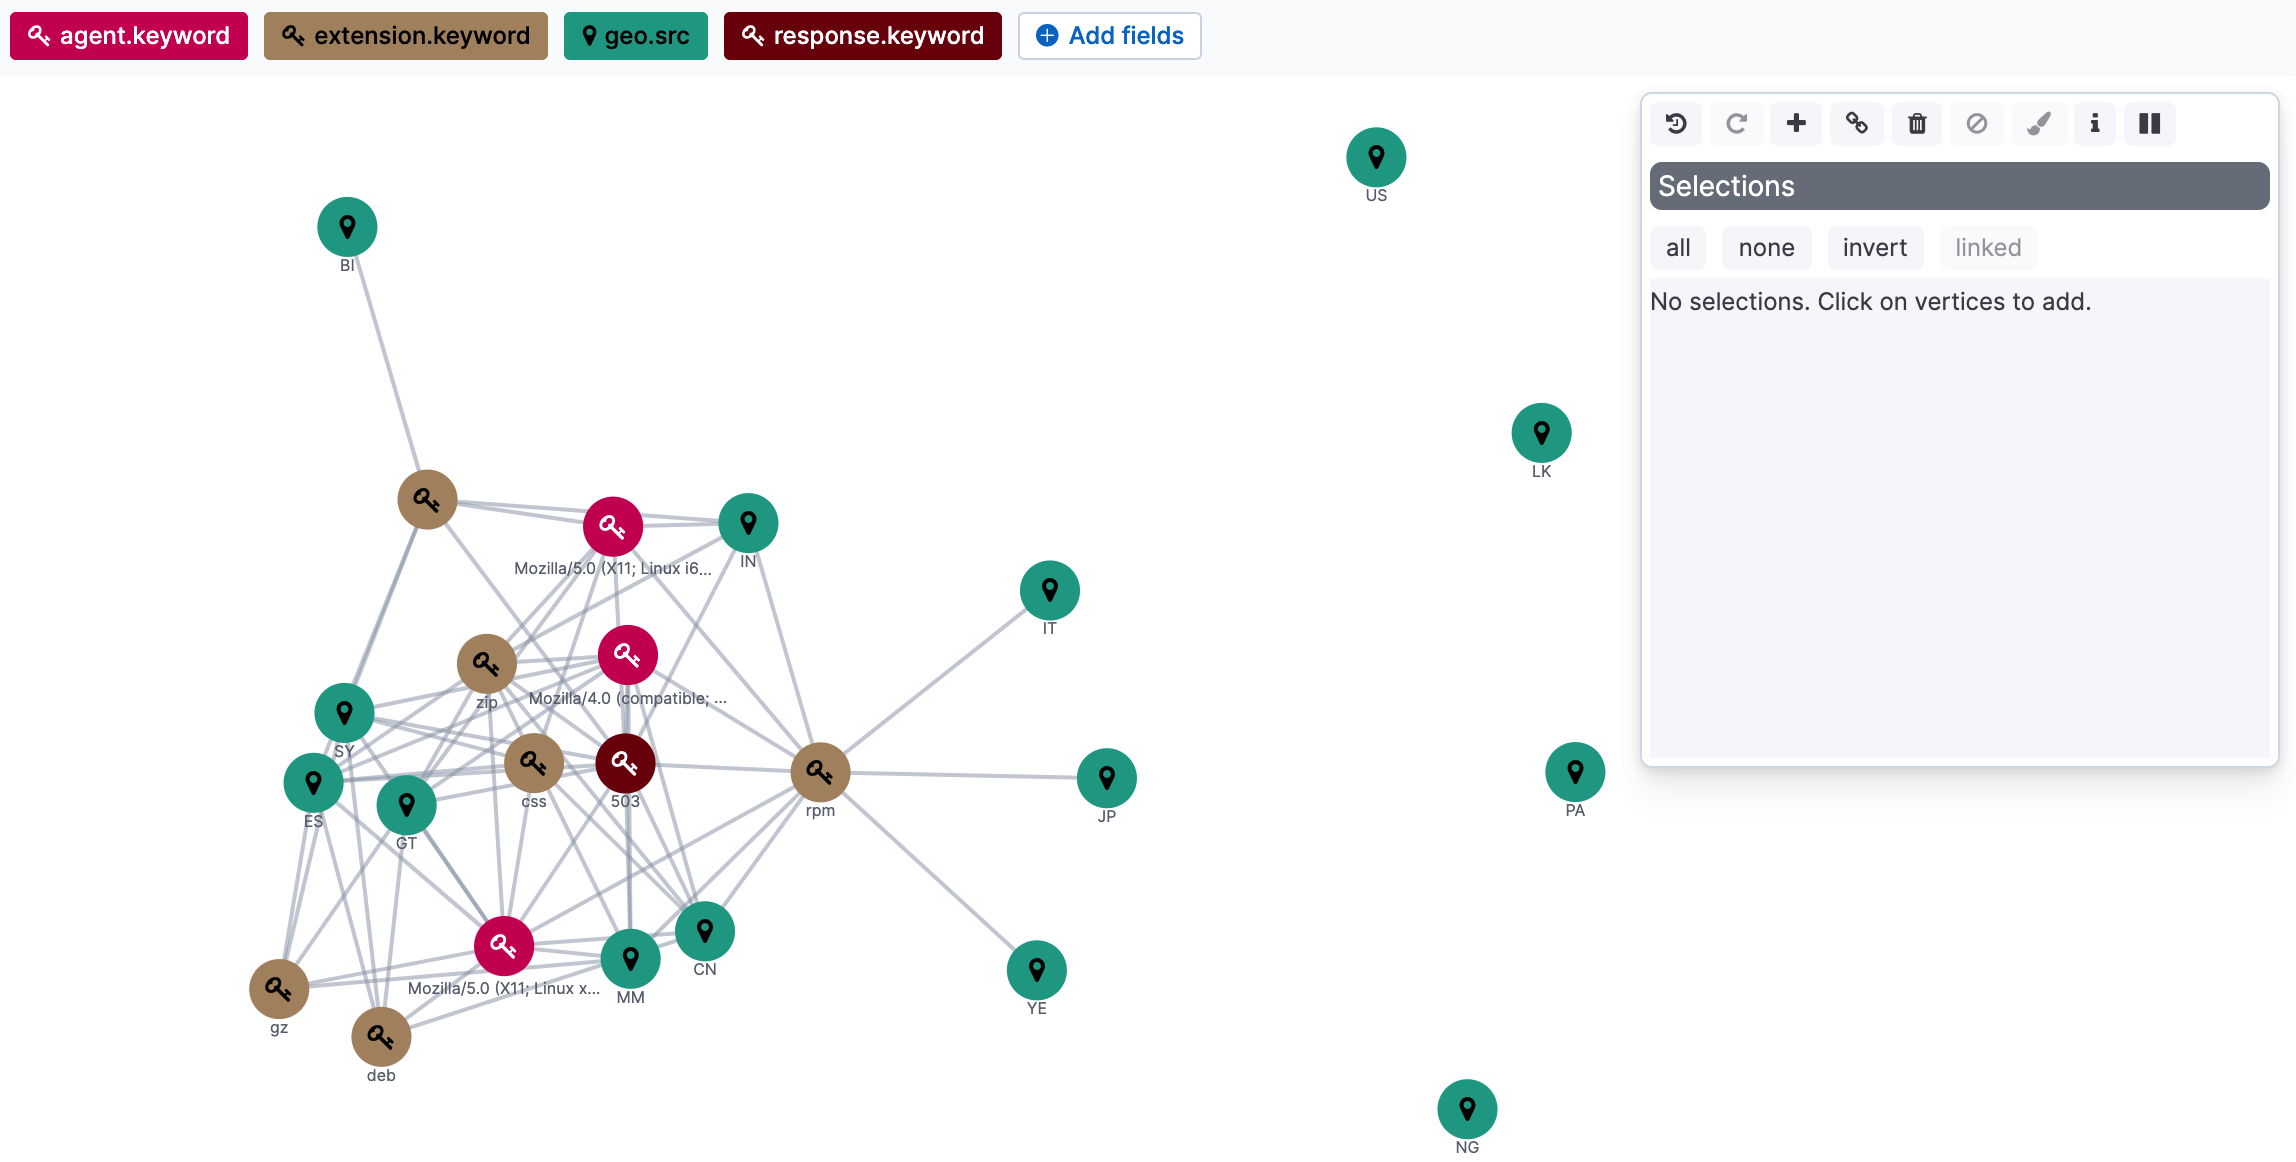 agent.keyword extension.keyword geo.src response.keyword Add fields
Selections
all none invert linked
No selections. Click on vertices to add.
US
BI
LK
IN
Mozilla/5.0 (X11; Linux i6...
IT
zip
Mozilla/4.0 (compatible; ...
SY
css
503
rpm
JP
PA
ES
GT
CN
Mozilla/5.0 (X11; Linux x...
MM
YE
gz
deb
NG